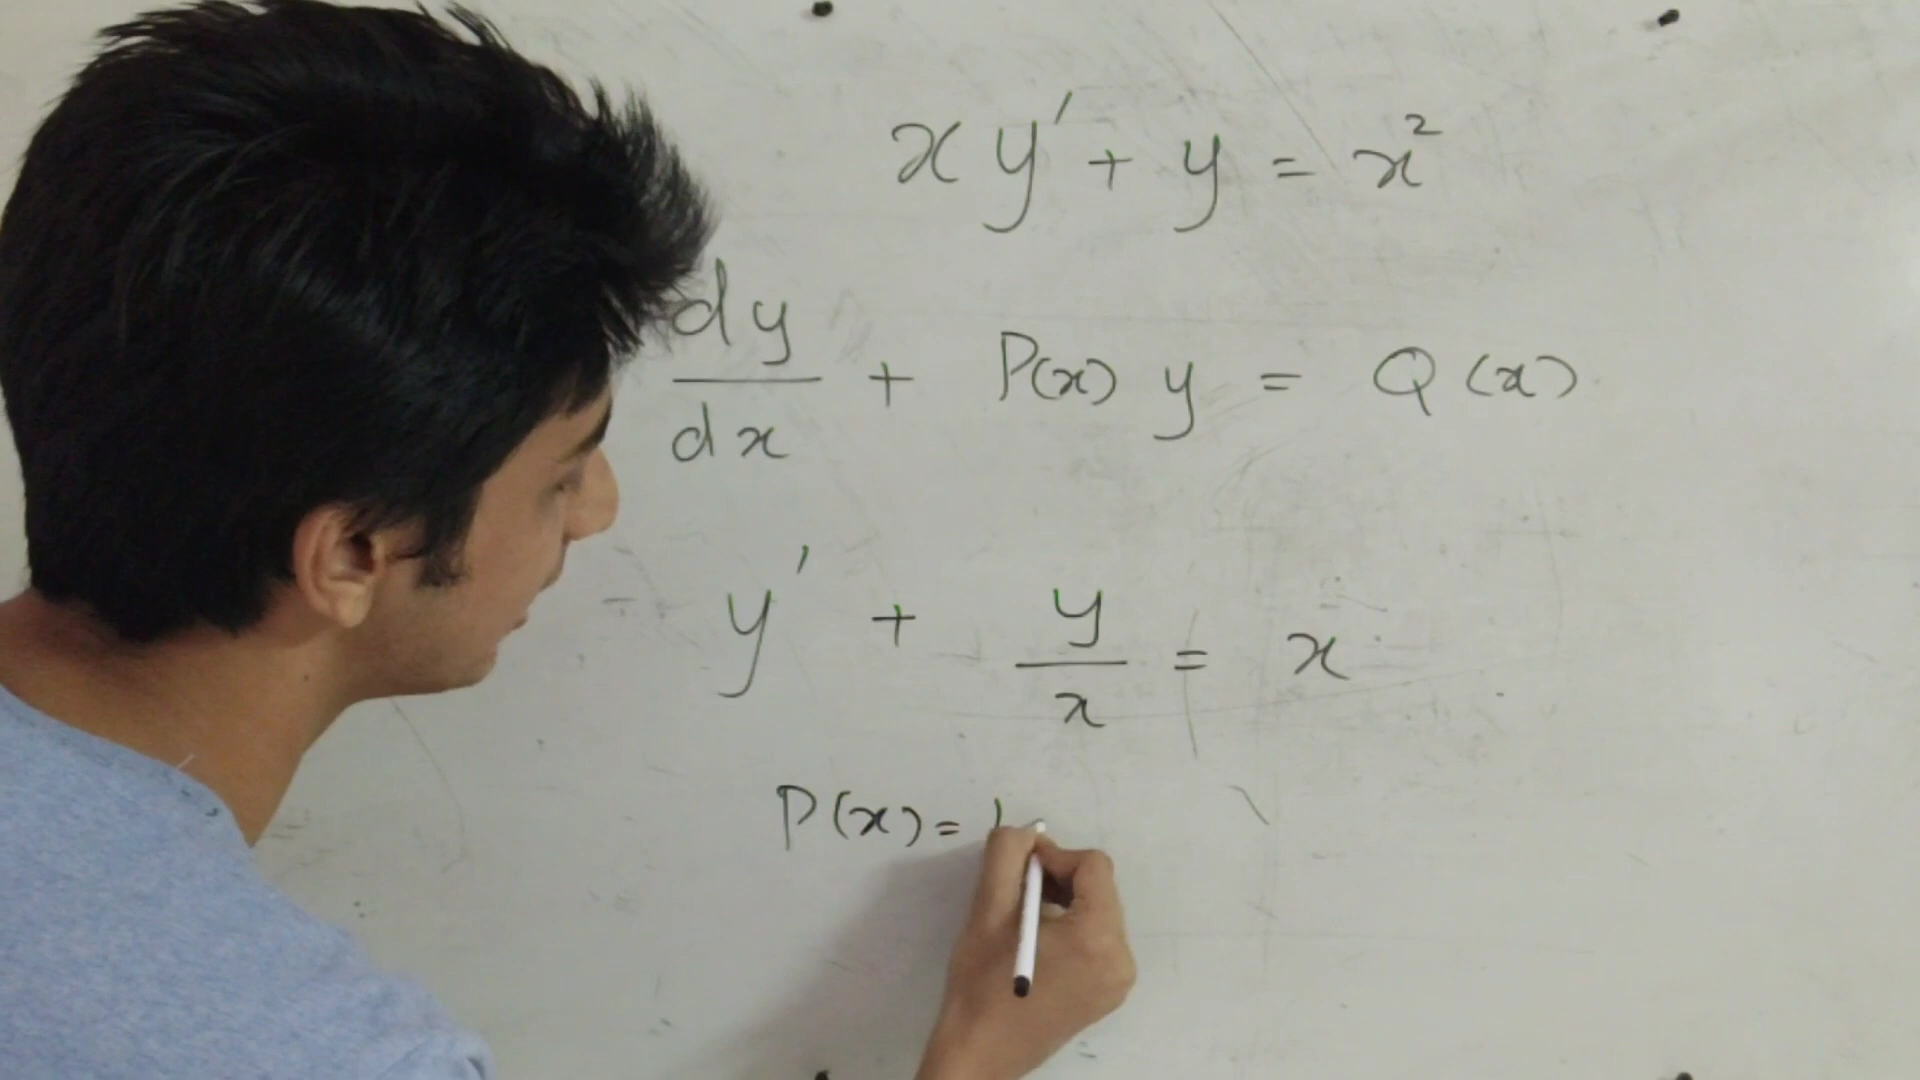 xy' + y = x²
dy/dx + P(x) y = Q(x)
y' + y/x = x
P(x) =